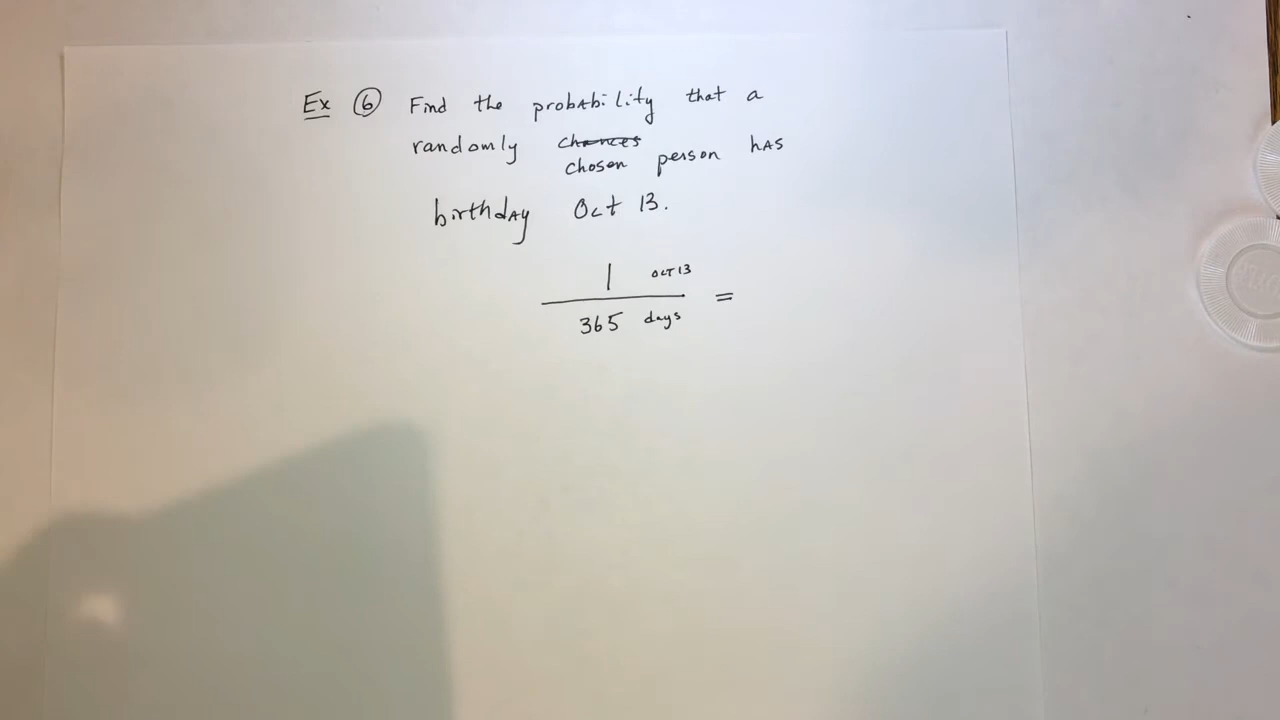 Ex ⑥ Find the probability that a
randomly chances
chosen person has
birthday Oct 13.
1 OCT 13
365 days =